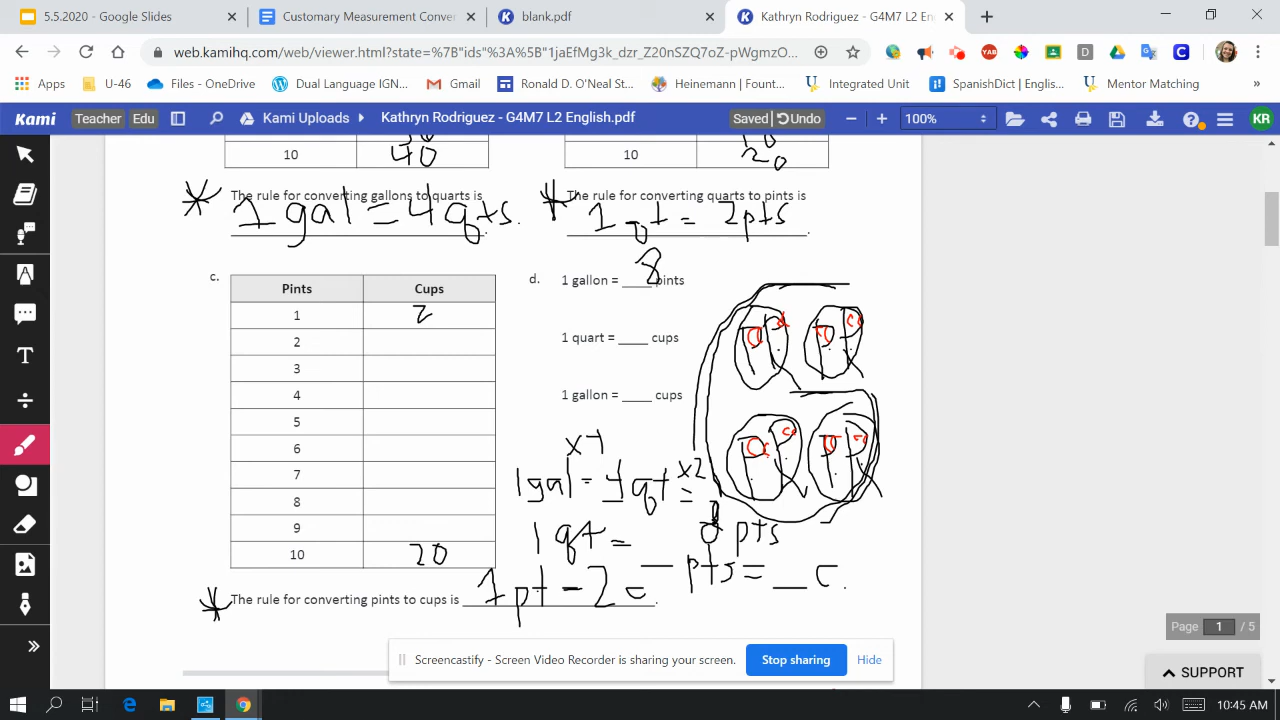 5.5.2020 - Google Slides
Customary Measurement Conver
blank.pdf
Kathryn Rodriguez - G4M7 L2 En
web.kamihq.com/web/viewer.html?state=%7B"ids"%3A%5B"1jaEfMg3k_dzr_Z20nSZQ7oZ-pWgmzO...
Apps
U-46
Files - OneDrive
Dual Language IGN...
Gmail
Ronald D. O'Neal St...
Heinemann | Fount...
Integrated Unit
SpanishDict | Englis...
Mentor Matching
Kami
Teacher
Edu
Kami Uploads
Kathryn Rodriguez - G4M7 L2 English.pdf
Saved
Undo
100%
KR
10 40
10 20
The rule for converting gallons to quarts is
1 gal = 4 qts.
The rule for converting quarts to pints is
1 qt = 2pts
c.
Pints Cups
1 2
2
3
4
5
6
7
8
9
10 20
The rule for converting pints to cups is 1 pt = 2 c.
d. 1 gallon = 8 pints
1 quart = ____ cups
1 gallon = ____ cups
1gal = 4 qt =
x2
8 pts
1 qt = __ pts = __ c.
Page 1 / 5
SUPPORT
Screencastify - Screen Video Recorder is sharing your screen.
Stop sharing
Hide
10:45 AM